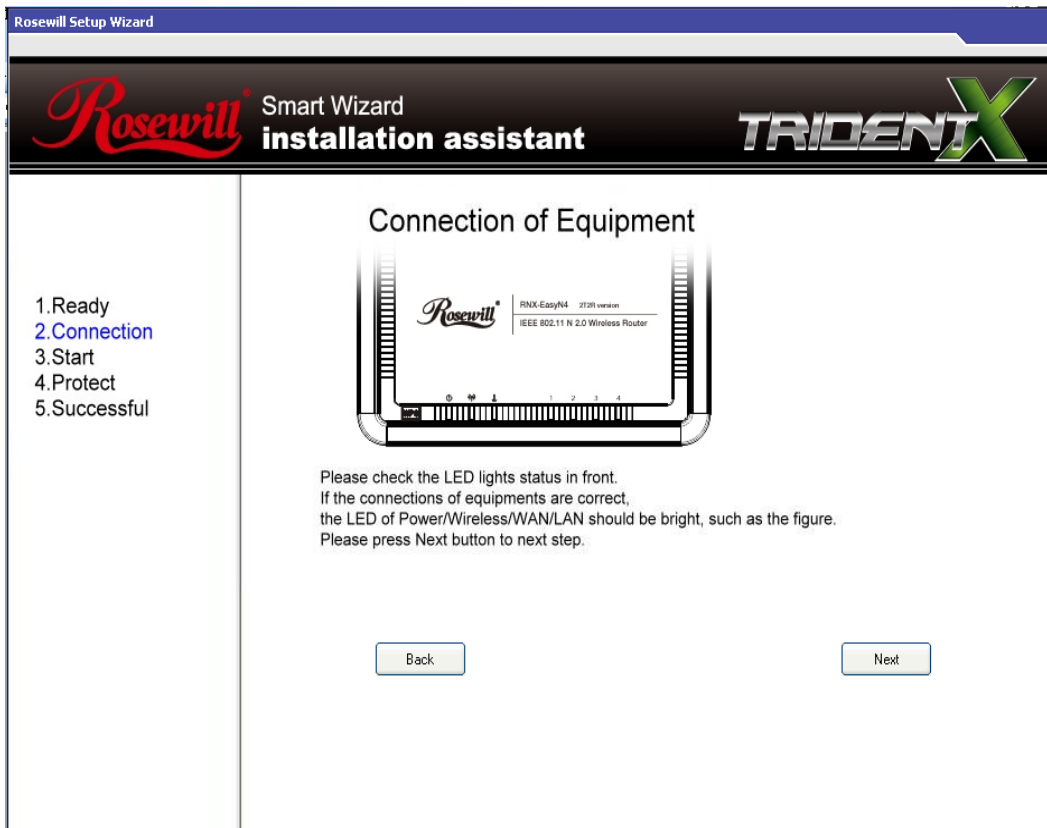 Rosewill Setup Wizard
Rosewill®
Smart Wizard
installation assistant
TRIDENTX
1.Ready
2.Connection
3.Start
4.Protect
5.Successful
Connection of Equipment
Rosewill®
RNX-EasyN4 2T2R version
IEEE 802.11 N 2.0 Wireless Router
1 2 3 4
WPS
Please check the LED lights status in front.
If the connections of equipments are correct,
the LED of Power/Wireless/WAN/LAN should be bright, such as the figure.
Please press Next button to next step.
Back
Next